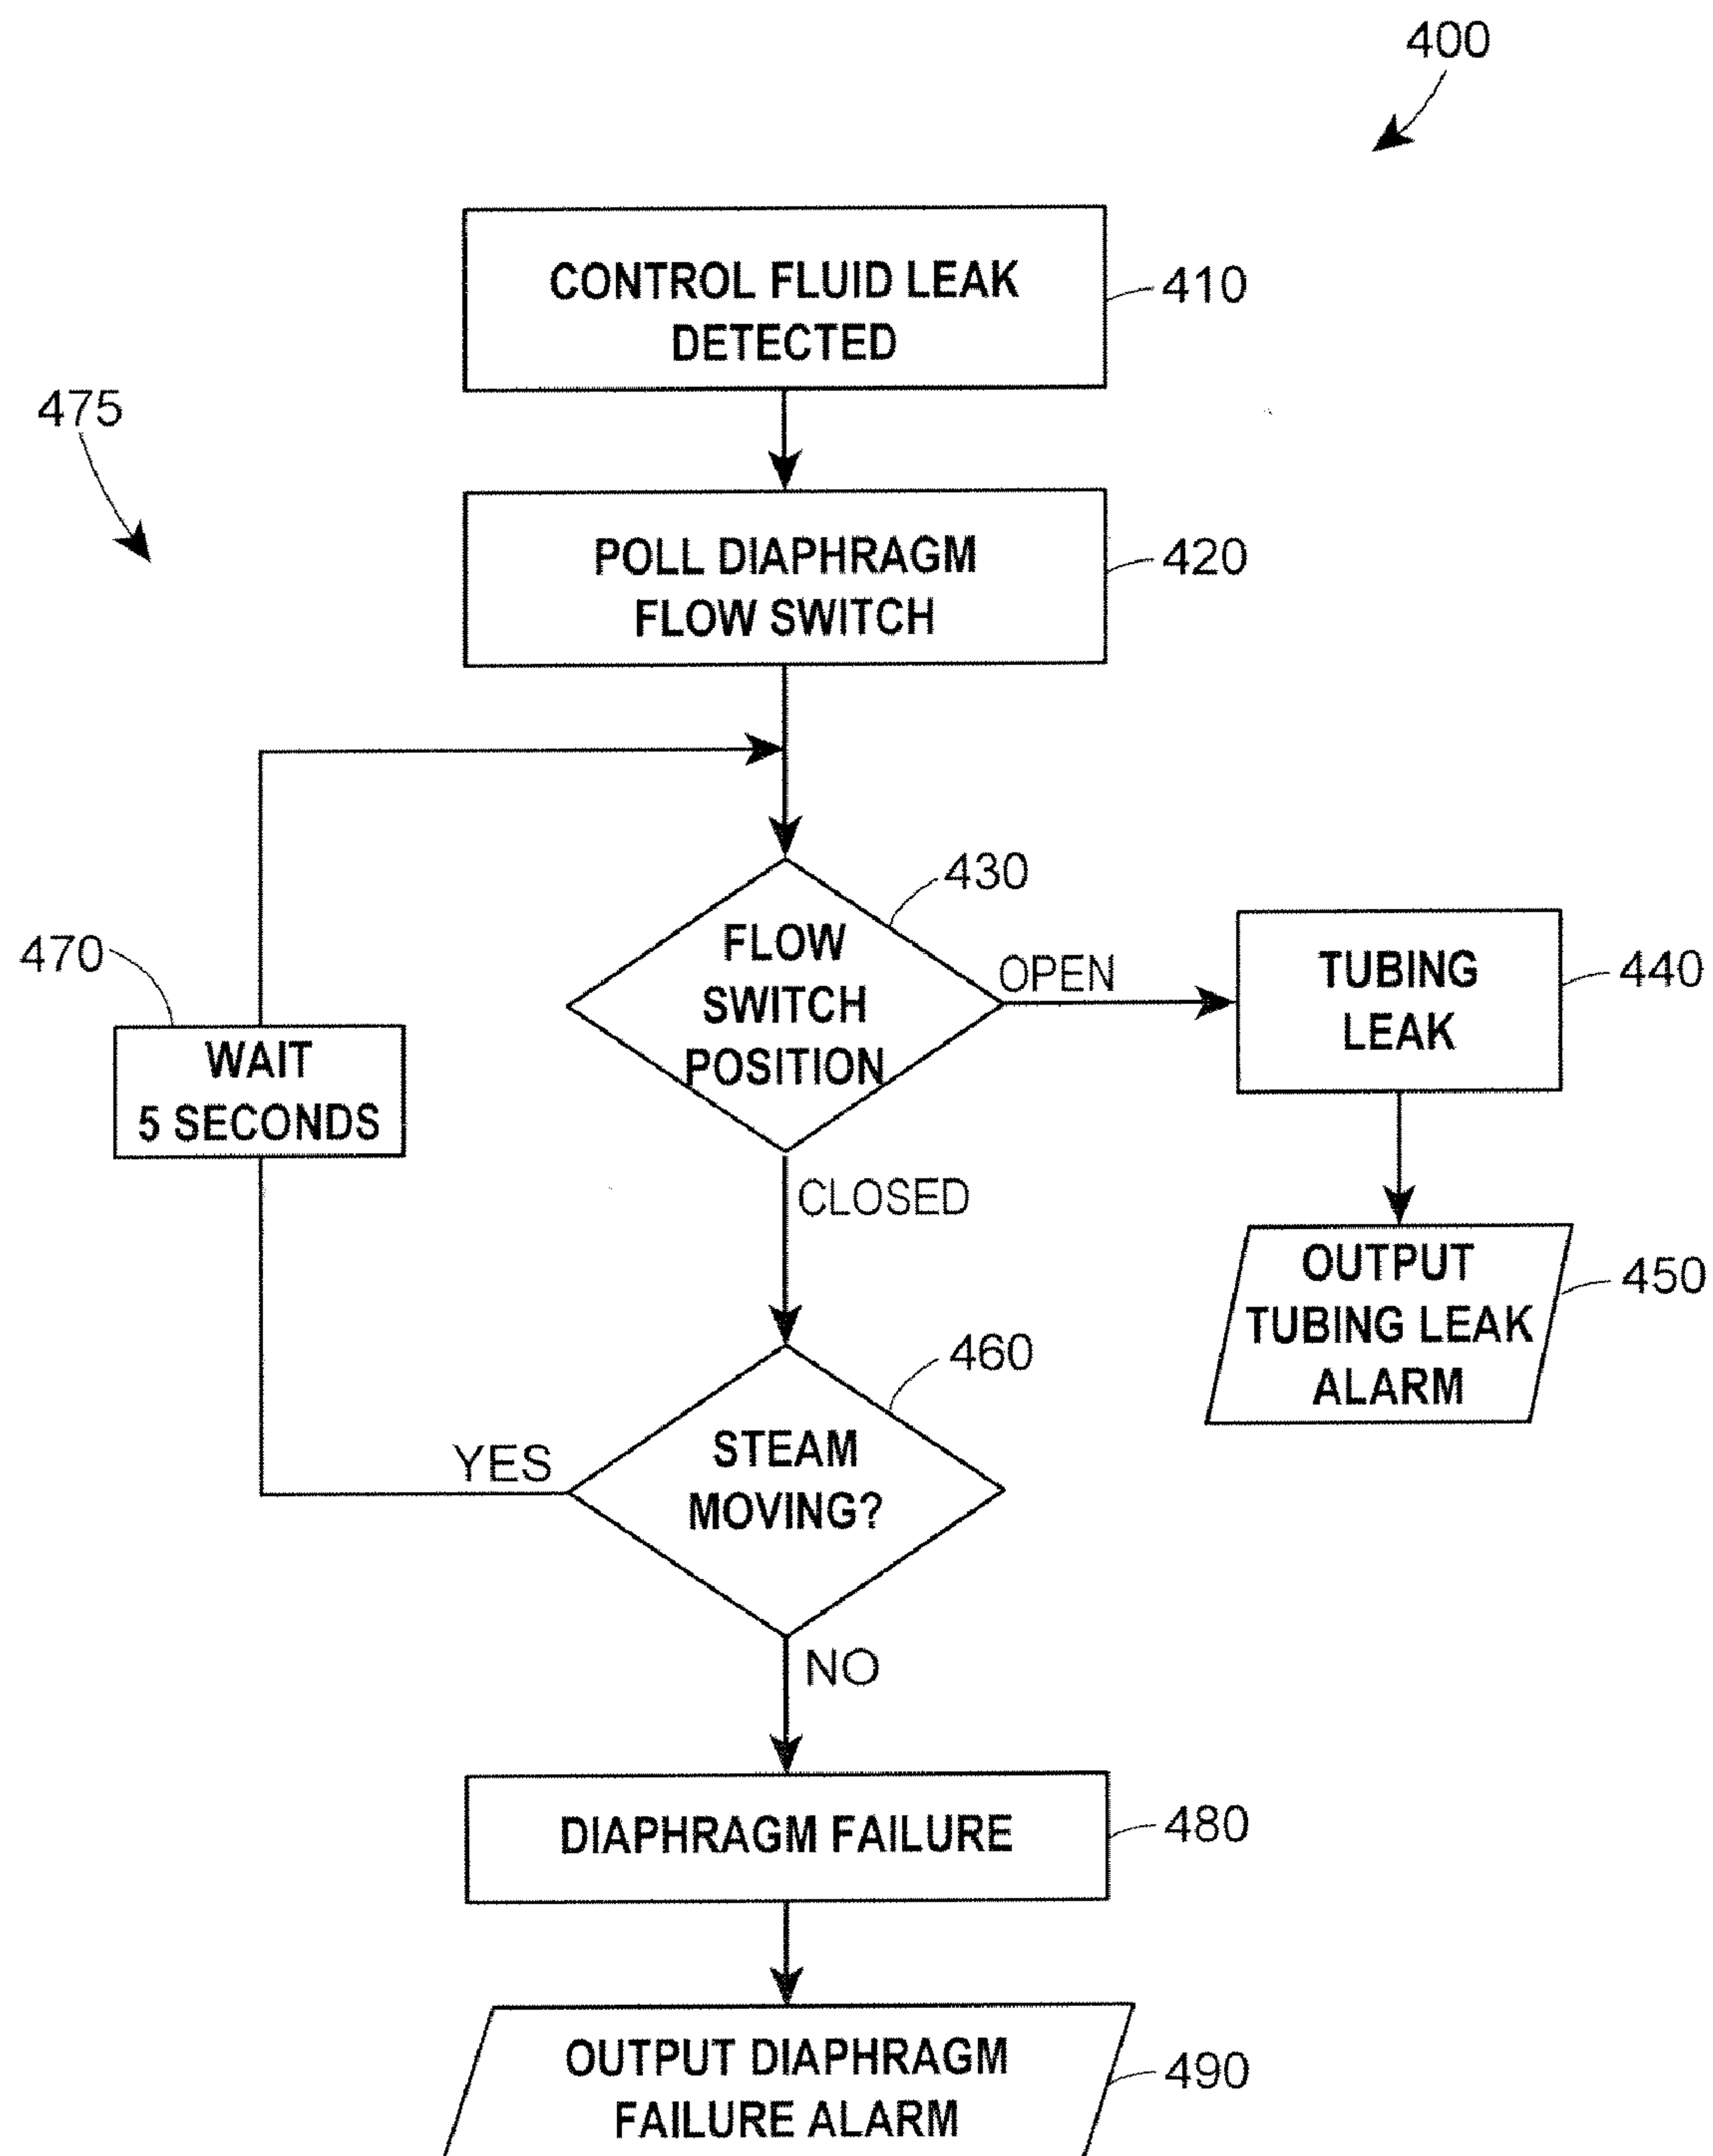 400
CONTROL FLUID LEAK
DETECTED
410
475
POLL DIAPHRAGM
FLOW SWITCH
420
430
FLOW
SWITCH
POSITION
OPEN
TUBING
LEAK
440
470
WAIT
5 SECONDS
CLOSED
OUTPUT
TUBING LEAK
ALARM
450
460
STEAM
MOVING?
YES
NO
DIAPHRAGM FAILURE
480
OUTPUT DIAPHRAGM
FAILURE ALARM
490